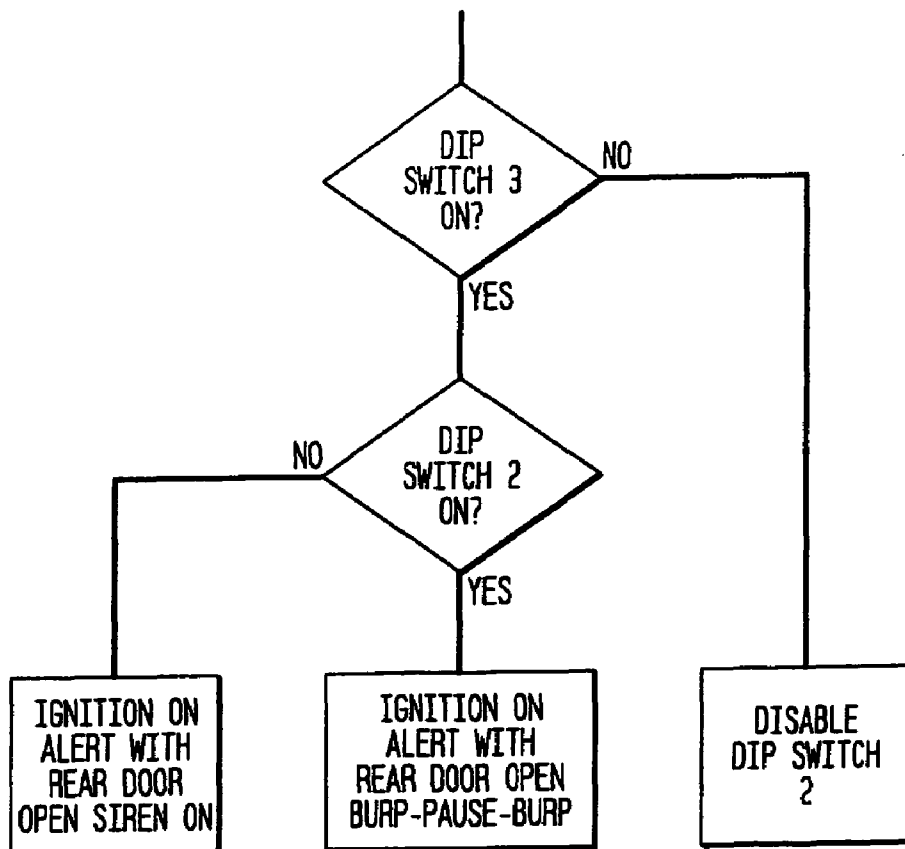 DIP
SWITCH 3
ON?
NO
YES
DIP
SWITCH 2
ON?
NO
YES
IGNITION ON
ALERT WITH
REAR DOOR
OPEN SIREN ON
IGNITION ON
ALERT WITH
REAR DOOR OPEN
BURP-PAUSE-BURP
DISABLE
DIP SWITCH
2